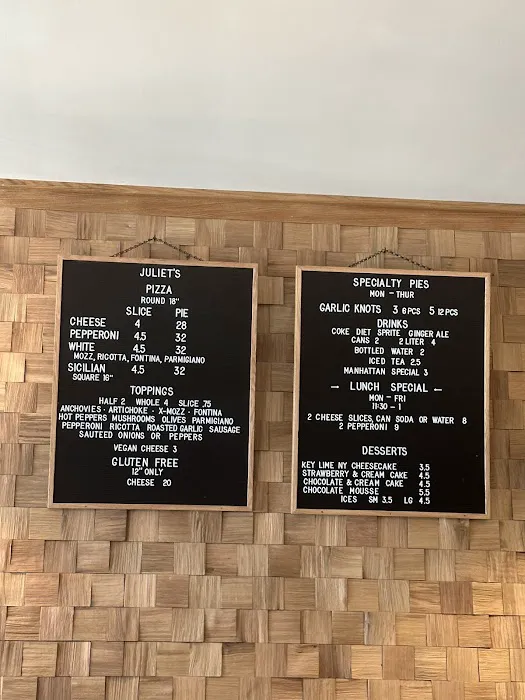 JULIET'S
PIZZA
ROUND 18"
SLICE PIE
CHEESE 4 28
PEPPERONI 4.5 32
WHITE 4.5 32
MOZZ, RICOTTA, FONTINA, PARMIGIANO
SICILIAN 4.5 32
SQUARE 16"
TOPPINGS
HALF 2 WHOLE 4 SLICE .75
ANCHOVIES · ARTICHOKE · X-MOZZ · FONTINA
HOT PEPPERS MUSHROOMS OLIVES PARMIGIANO
PEPPERONI RICOTTA ROASTED GARLIC SAUSAGE
SAUTEED ONIONS OR PEPPERS
VEGAN CHEESE 3
GLUTEN FREE
12" ONLY
CHEESE 20
SPECIALTY PIES
MON - THUR
GARLIC KNOTS 3 6 PCS 5 12 PCS
DRINKS
COKE DIET SPRITE GINGER ALE
CANS 2 2 LITER 4
BOTTLED WATER 2
ICED TEA 2.5
MANHATTAN SPECIAL 3
- LUNCH SPECIAL -
MON - FRI
11:30 - 1
2 CHEESE SLICES, CAN SODA OR WATER 8
2 PEPPERONI 9
DESSERTS
KEY LIME NY CHEESECAKE 3.5
STRAWBERRY & CREAM CAKE 4.5
CHOCOLATE & CREAM CAKE 4.5
CHOCOLATE MOUSSE 5.5
ICES SM 3.5 LG 4.5